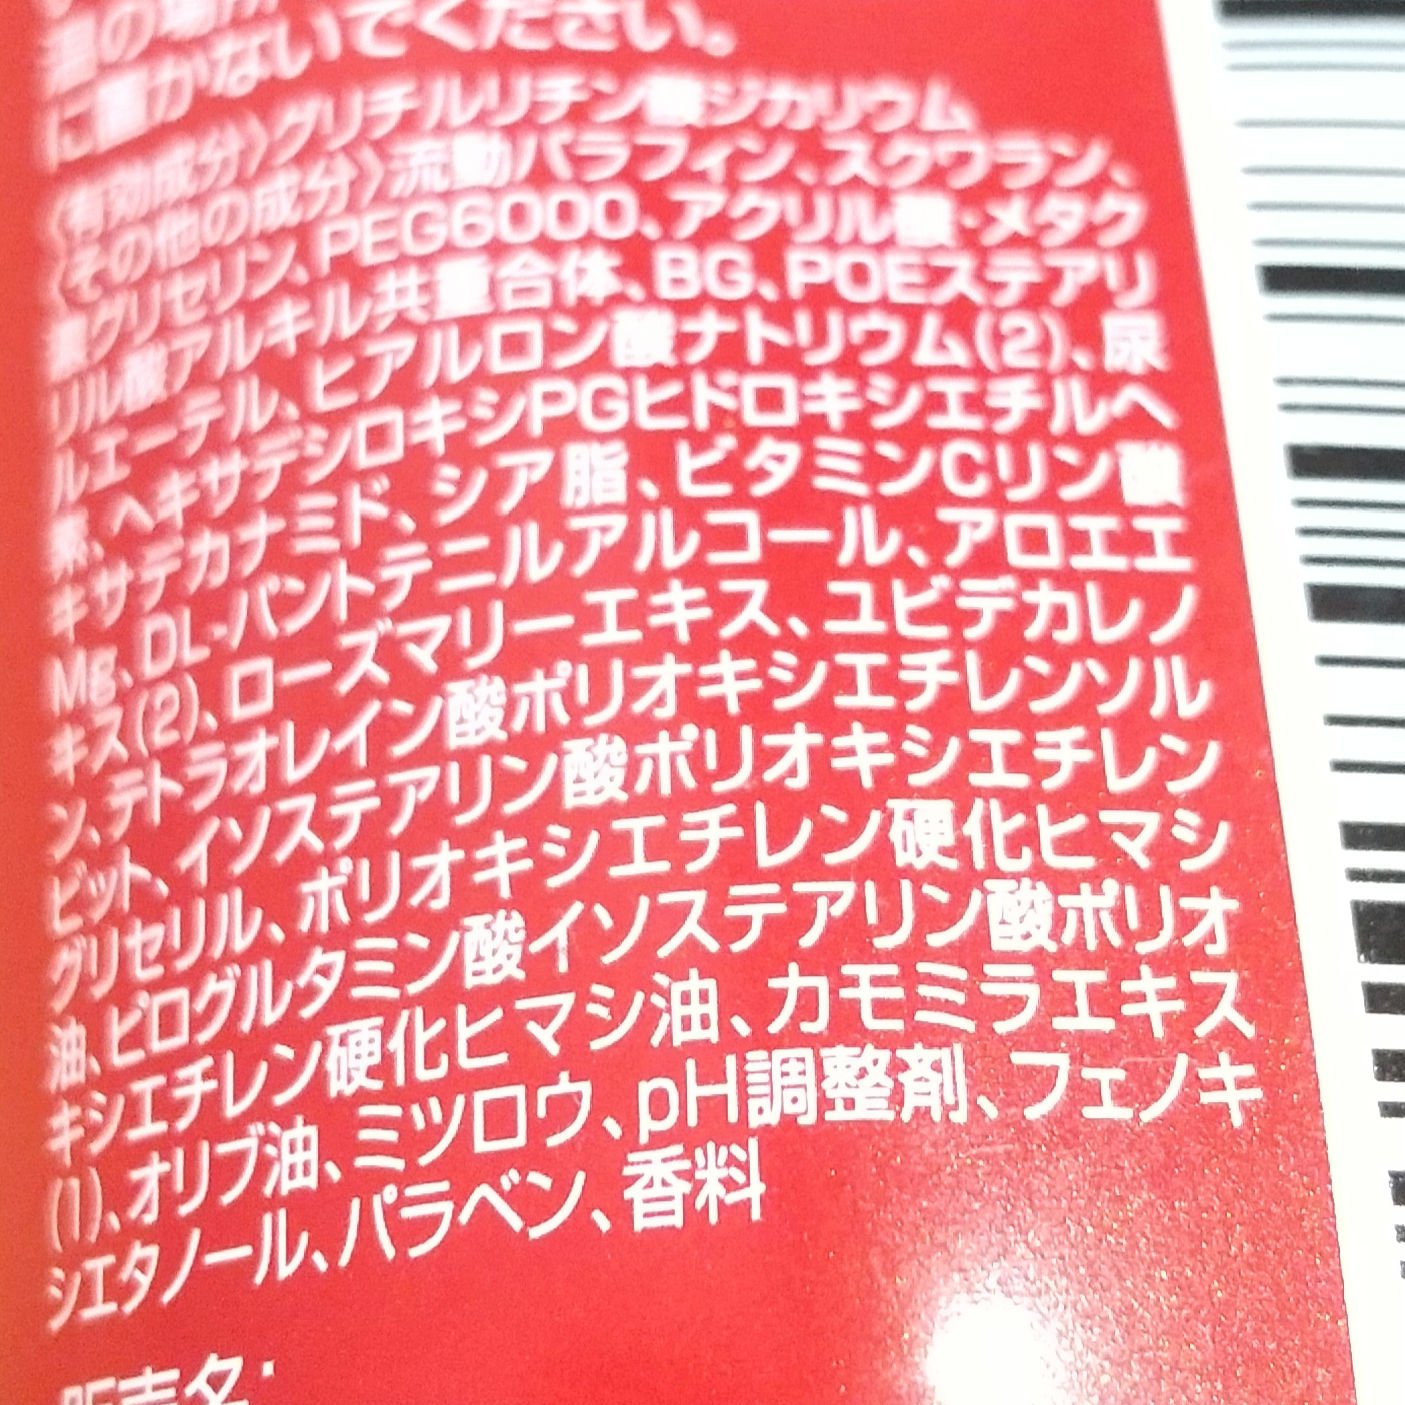 温の場所
に置かないでください。
〈有効成分〉グリチルリチン酸ジカリウム
〈その他の成分〉流動パラフィン、スクワラン、
濃グリセリン、PEG6000、アクリル酸・メタク
リル酸アルキル共重合体、BG、POEステアリ
ルエーテル、ヒアルロン酸ナトリウム(2)、尿
素、ヘキサデシロキシPGヒドロキシエチルヘ
キサデカナミド、シア脂、ビタミンCリン酸
Mg、DL-パントテニルアルコール、アロエエ
キス(2)、ローズマリーエキス、ユビデカレノ
ン、テトラオレイン酸ポリオキシエチレンソル
ビット、イソステアリン酸ポリオキシエチレン
グリセリル、ポリオキシエチレン硬化ヒマシ
油、ピログルタミン酸イソステアリン酸ポリオ
キシエチレン硬化ヒマシ油、カモミラエキス
(1)、オリブ油、ミツロウ、pH調整剤、フェノキ
シエタノール、パラベン、香料
販売名: